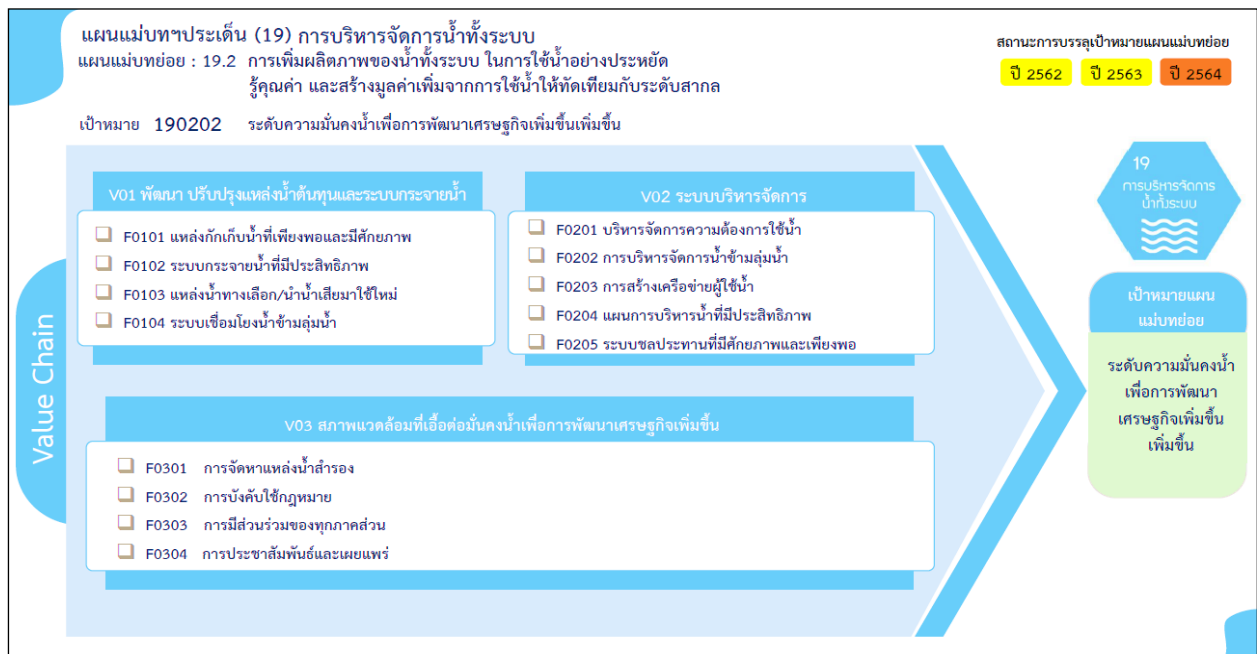 แผนแม่บทฯประเด็น (19) การบริหารจัดการน้ำทั้งระบบ
แผนแม่บทย่อย : 19.2 การเพิ่มผลิตภาพของน้ำทั้งระบบ ในการใช้น้ำอย่างประหยัด
รู้คุณค่า และสร้างมูลค่าเพิ่มจากการใช้น้ำให้ทัดเทียมกับระดับสากล
สถานะการบรรลุเป้าหมายแผนแม่บทย่อย
ปี 2562 ปี 2563 ปี 2564
เป้าหมาย 190202 ระดับความมั่นคงน้ำเพื่อการพัฒนาเศรษฐกิจเพิ่มขึ้นเพิ่มขึ้น
Value Chain
V01 พัฒนา ปรับปรุงแหล่งน้ำต้นทุนและระบบกระจายน้ำ
F0101 แหล่งกักเก็บน้ำที่เพียงพอและมีศักยภาพ
F0102 ระบบกระจายน้ำที่มีประสิทธิภาพ
F0103 แหล่งน้ำทางเลือก/นำน้ำเสียมาใช้ใหม่
F0104 ระบบเชื่อมโยงน้ำข้ามลุ่มน้ำ
V02 ระบบบริหารจัดการ
F0201 บริหารจัดการความต้องการใช้น้ำ
F0202 การบริหารจัดการน้ำข้ามลุ่มน้ำ
F0203 การสร้างเครือข่ายผู้ใช้น้ำ
F0204 แผนการบริหารน้ำที่มีประสิทธิภาพ
F0205 ระบบชลประทานที่มีศักยภาพและเพียงพอ
V03 สภาพแวดล้อมที่เอื้อต่อมั่นคงน้ำเพื่อการพัฒนาเศรษฐกิจเพิ่มขึ้น
F0301 การจัดหาแหล่งน้ำสำรอง
F0302 การบังคับใช้กฎหมาย
F0303 การมีส่วนร่วมของทุกภาคส่วน
F0304 การประชาสัมพันธ์และเผยแพร่
19
การบริหารจัดการ
น้ำทั้งระบบ
เป้าหมายแผน
แม่บทย่อย
ระดับความมั่นคงน้ำ
เพื่อการพัฒนา
เศรษฐกิจเพิ่มขึ้น
เพิ่มขึ้น